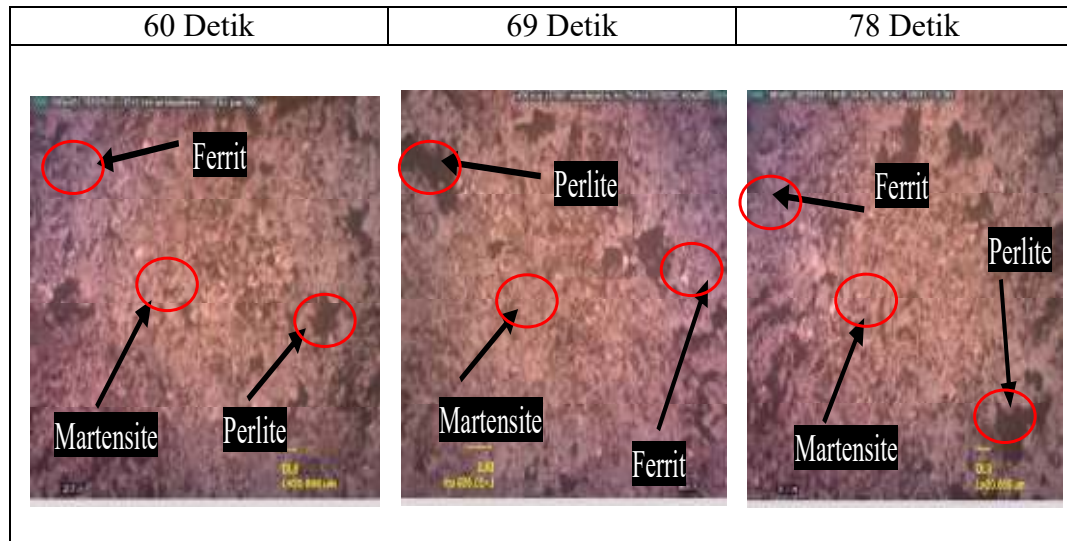 60 Detik
69 Detik
78 Detik
Ferrit
Martensite
Perlite
Perlite
Martensite
Ferrit
Ferrit
Perlite
Martensite